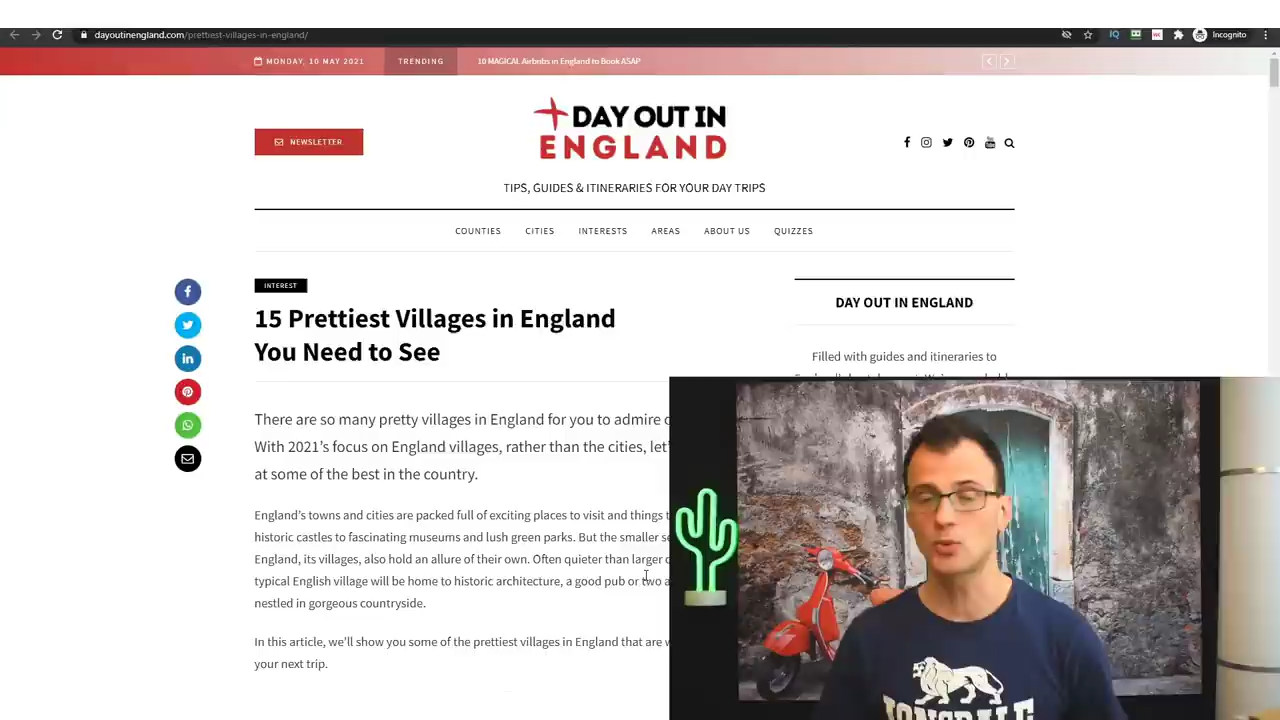 dayoutinengland.com/prettiest-villages-in-england/
Incognito
MONDAY, 10 MAY 2021
TRENDING
10 MAGICAL Airbnbs in England to Book ASAP
NEWSLETTER
DAY OUT IN
ENGLAND
TIPS, GUIDES & ITINERARIES FOR YOUR DAY TRIPS
COUNTIES
CITIES
INTERESTS
AREAS
ABOUT US
QUIZZES
INTEREST
15 Prettiest Villages in England
You Need to See
There are so many pretty villages in England for you to admire
With 2021's focus on England villages, rather than the cities,
at some of the best in the country.
England's towns and cities are packed full of exciting places to visit and things
historic castles to fascinating museums and lush green parks. But the smaller
England, its villages, also hold an allure of their own. Often quieter than larger
typical English village will be home to historic architecture, a good pub or two
nestled in gorgeous countryside.
In this article, we'll show you some of the prettiest villages in England that are
your next trip.
DAY OUT IN ENGLAND
Filled with guides and itineraries to
LONSDALE